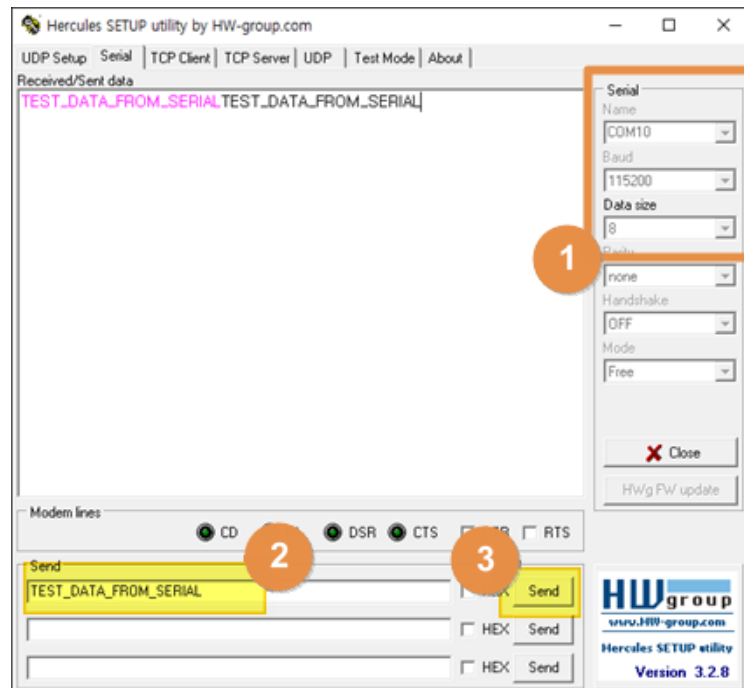 Hercules SETUP utility by HW-group.com
UDP Setup Serial TCP Client TCP Server UDP Test Mode About
Received/Sent data
TEST_DATA_FROM_SERIALTEST_DATA_FROM_SERIAL
Serial
Name
COM10
Baud
115200
Data size
8
1
Parity
none
Handshake
OFF
Mode
Free
Close
HWg FW update
Modem lines
CD DSR CTS RTS
2
3
Send
TEST_DATA_FROM_SERIAL Send
HEX Send
HEX Send
HW group
www.HW-group.com
Hercules SETUP utility
Version 3.2.8